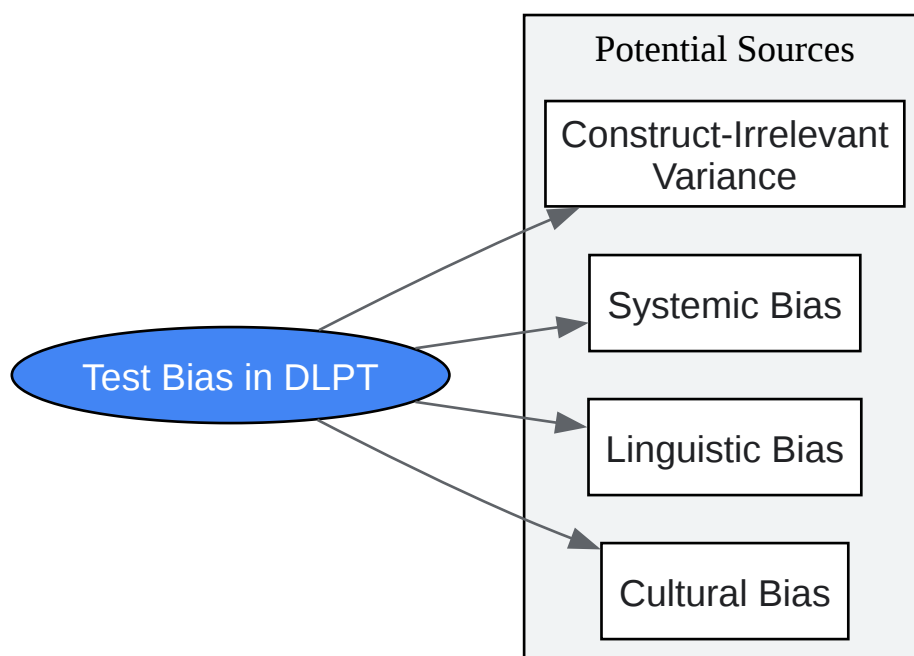 Potential Sources
Construct-Irrelevant
Variance
Systemic Bias
Test Bias in DLPT
Linguistic Bias
Cultural Bias